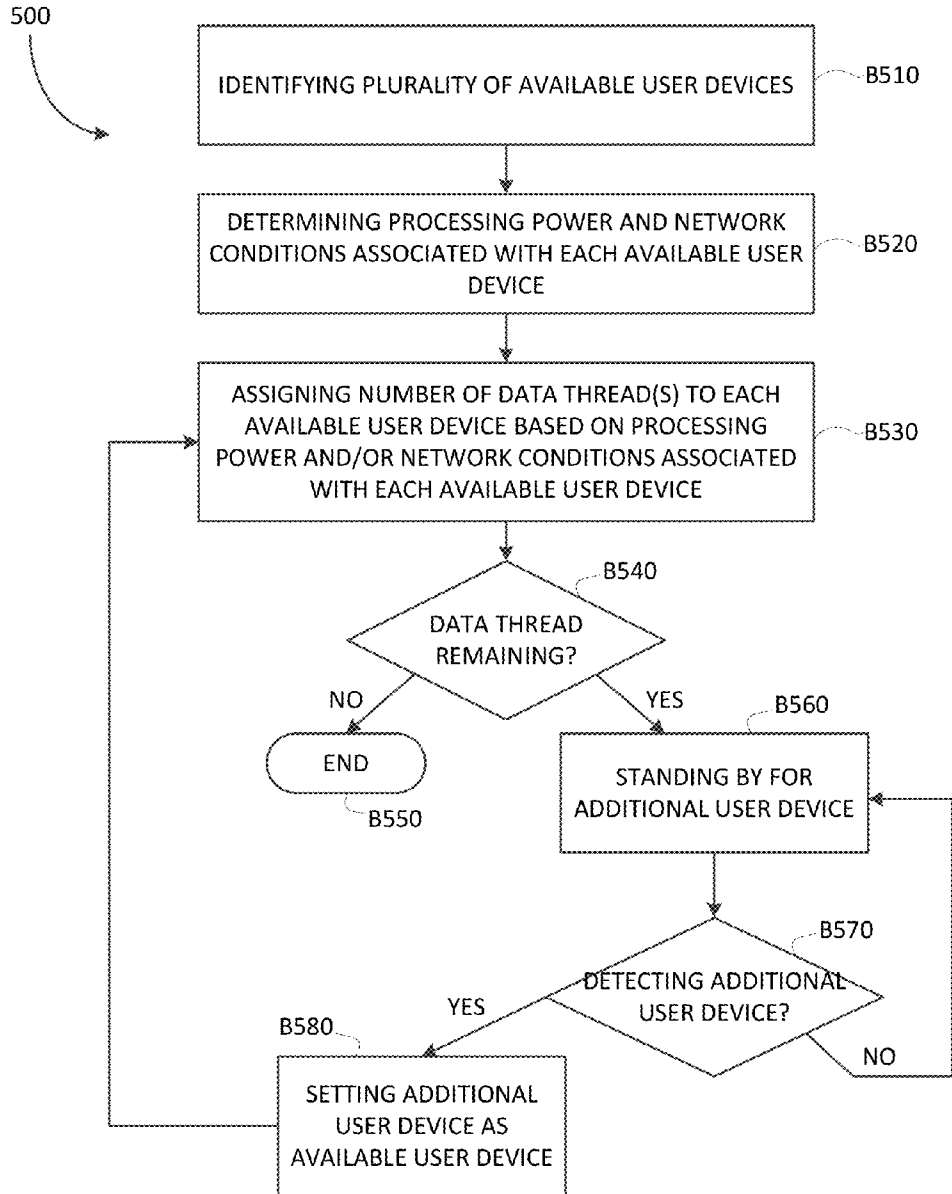 500
IDENTIFYING PLURALITY OF AVAILABLE USER DEVICES
B510
DETERMINING PROCESSING POWER AND NETWORK
CONDITIONS ASSOCIATED WITH EACH AVAILABLE USER
DEVICE
B520
ASSIGNING NUMBER OF DATA THREAD(S) TO EACH
AVAILABLE USER DEVICE BASED ON PROCESSING
POWER AND/OR NETWORK CONDITIONS ASSOCIATED
WITH EACH AVAILABLE USER DEVICE
B530
B540
DATA THREAD
REMAINING?
NO
YES
END
B550
B560
STANDING BY FOR
ADDITIONAL USER DEVICE
B570
DETECTING ADDITIONAL
USER DEVICE?
YES
NO
B580
SETTING ADDITIONAL
USER DEVICE AS
AVAILABLE USER DEVICE